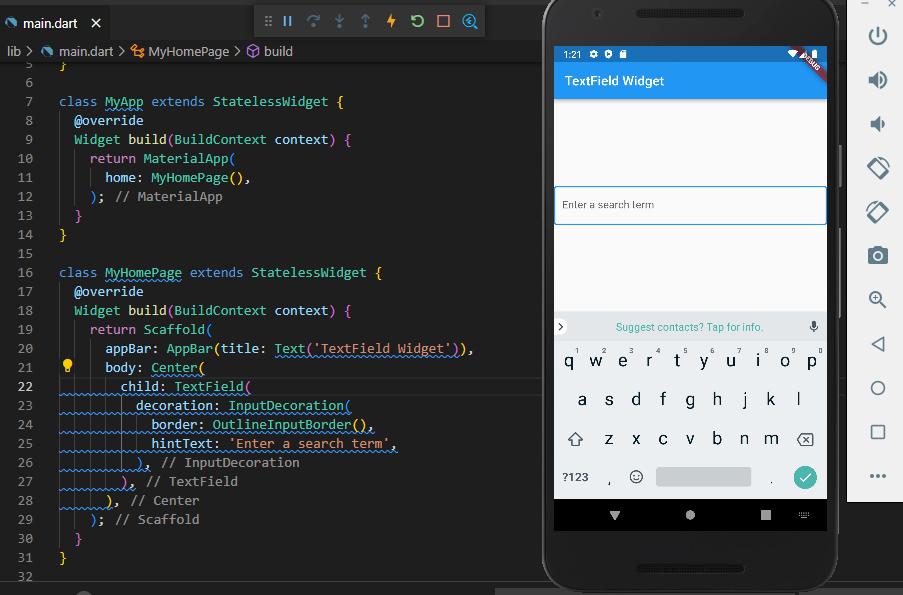 main.dart
lib > main.dart > MyHomePage > build
5 }
6
7 class MyApp extends StatelessWidget {
8 @override
9 Widget build(BuildContext context) {
10 return MaterialApp(
11 home: MyHomePage(),
12 ); // MaterialApp
13 }
14 }
15
16 class MyHomePage extends StatelessWidget {
17 @override
18 Widget build(BuildContext context) {
19 return Scaffold(
20 appBar: AppBar(title: Text('TextField Widget')),
21 body: Center(
22 child: TextField(
23 decoration: InputDecoration(
24 border: OutlineInputBorder(),
25 hintText: 'Enter a search term',
26 ), // InputDecoration
27 ), // TextField
28 ), // Center
29 ); // Scaffold
30 }
31 }
32
1:21
DEBUG
TextField Widget
Enter a search term
Suggest contacts? Tap for info.
1 2 3 4 5 6 7 8 9 0
q w e r t y u i o p
a s d f g h j k l
z x c v b n m
?123 , .